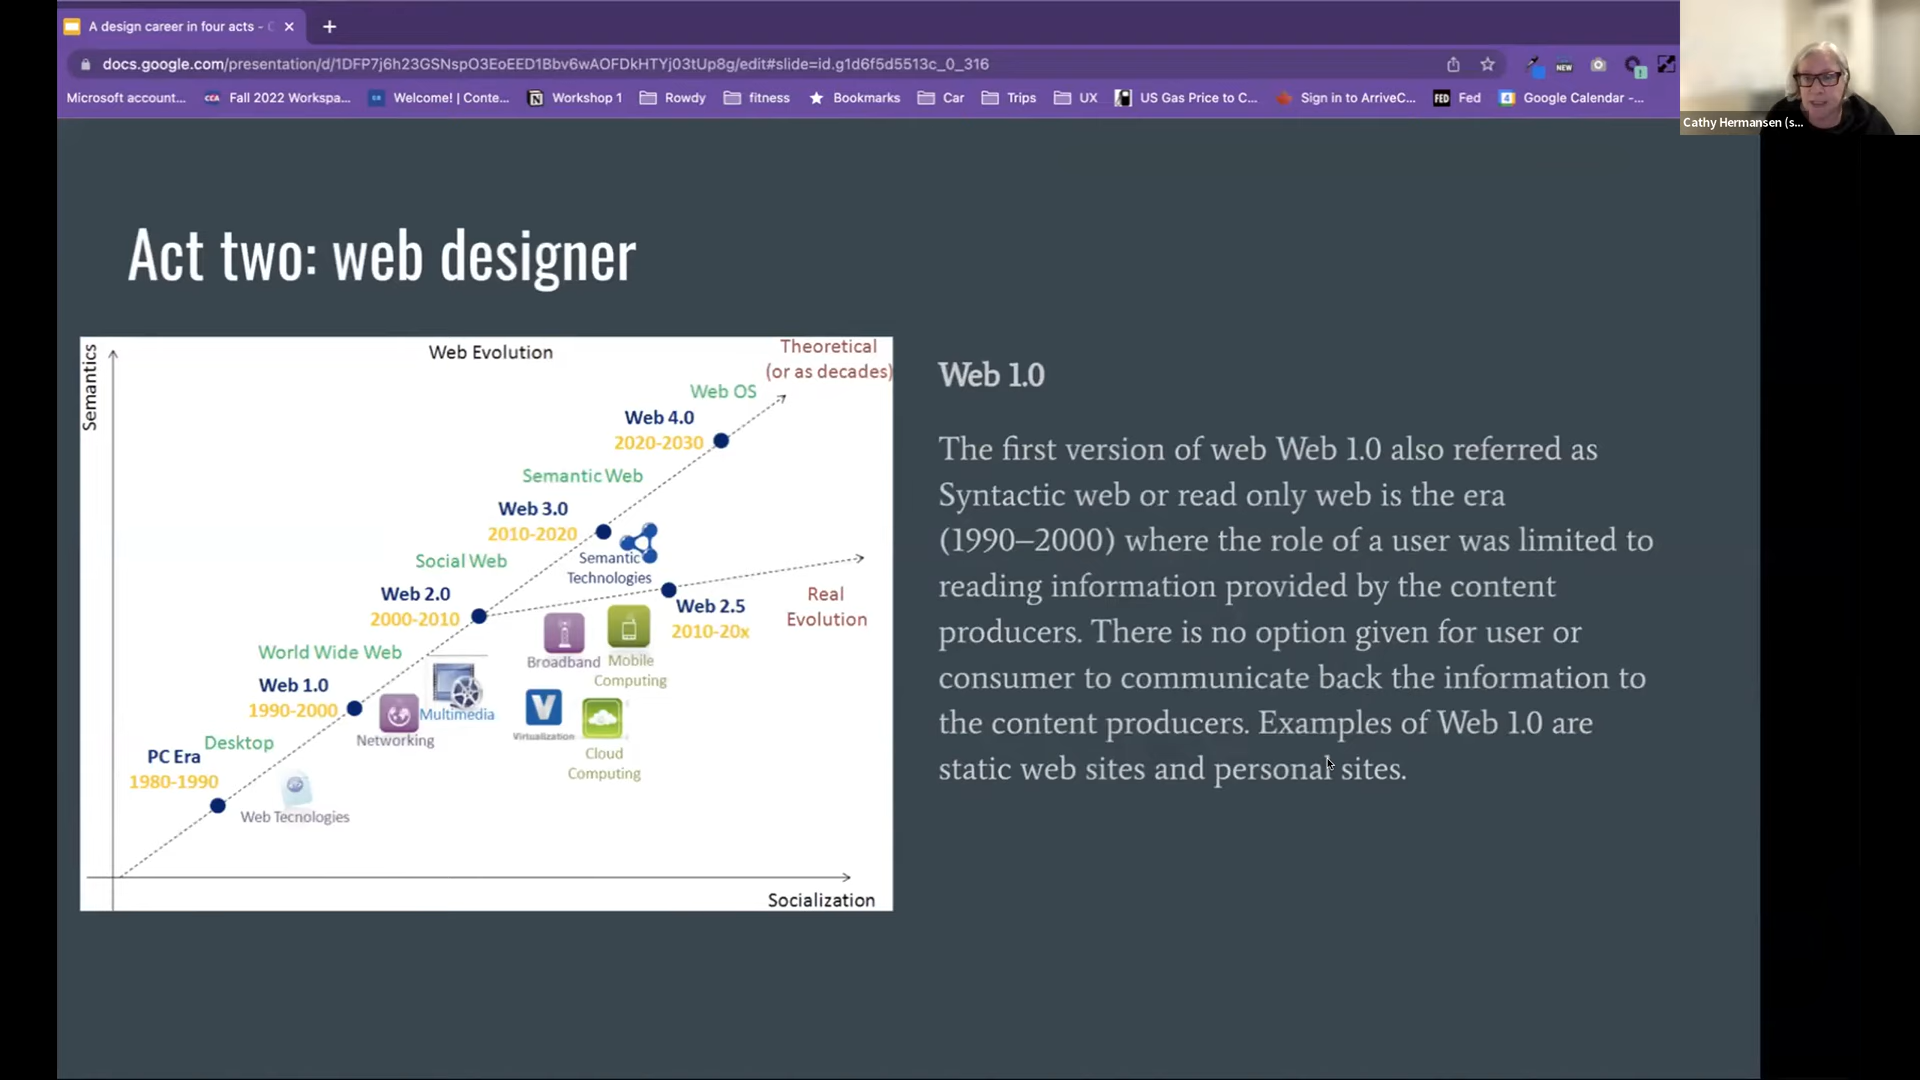 A design career in four acts -
docs.google.com/presentation/d/1DFP7j6h23GSNspO3EoEED1Bbv6wAOFDkHTYj03tUp8g/edit#slide=id.g1d6f5d5513c_0_316
NEW
Microsoft account... CCA Fall 2022 Workspa... Welcome! | Conte... Workshop 1 Rowdy fitness Bookmarks Car Trips UX US Gas Price to C... Sign in to ArriveC... FED Fed 4 Google Calendar -...
Cathy Hermansen (s...
Act two: web designer
Semantics
Web Evolution
Theoretical
(or as decades)
Web OS
Web 4.0
2020-2030
Semantic Web
Web 3.0
2010-2020
Semantic
Technologies
Social Web
Web 2.0
2000-2010
Web 2.5
2010-20x
Real
Evolution
World Wide Web
Web 1.0
1990-2000
Broadband
Mobile
Computing
Multimedia
Networking
V
Virtualization
Cloud
Computing
Desktop
PC Era
1980-1990
Web Tecnologies
Socialization
Web 1.0
The first version of web Web 1.0 also referred as
Syntactic web or read only web is the era
(1990–2000) where the role of a user was limited to
reading information provided by the content
producers. There is no option given for user or
consumer to communicate back the information to
the content producers. Examples of Web 1.0 are
static web sites and personal sites.